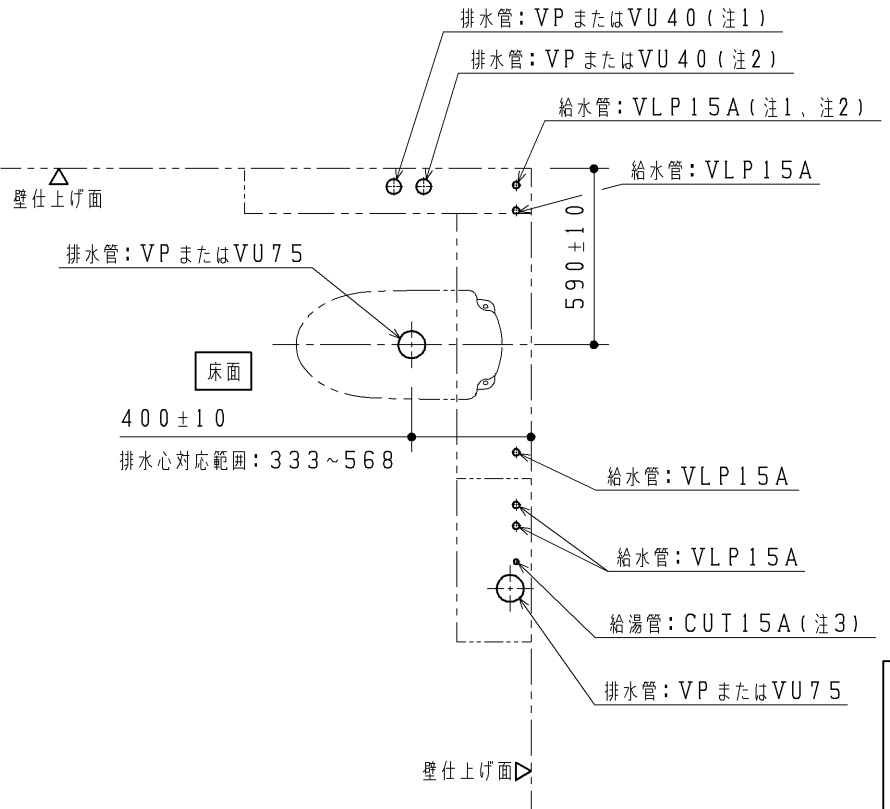 排水管：VPまたはVU40(注1)
排水管：VPまたはVU40(注2)
給水管：VLP15A(注1、注2)
給水管：VLP15A
壁仕上げ面
590±10
排水管：VPまたはVU75
床面
400±10
排水心対応範囲：333~568
給水管：VLP15A
給水管：VLP15A
給湯管：CUT15A(注3)
排水管：VPまたはVU75
壁仕上げ面